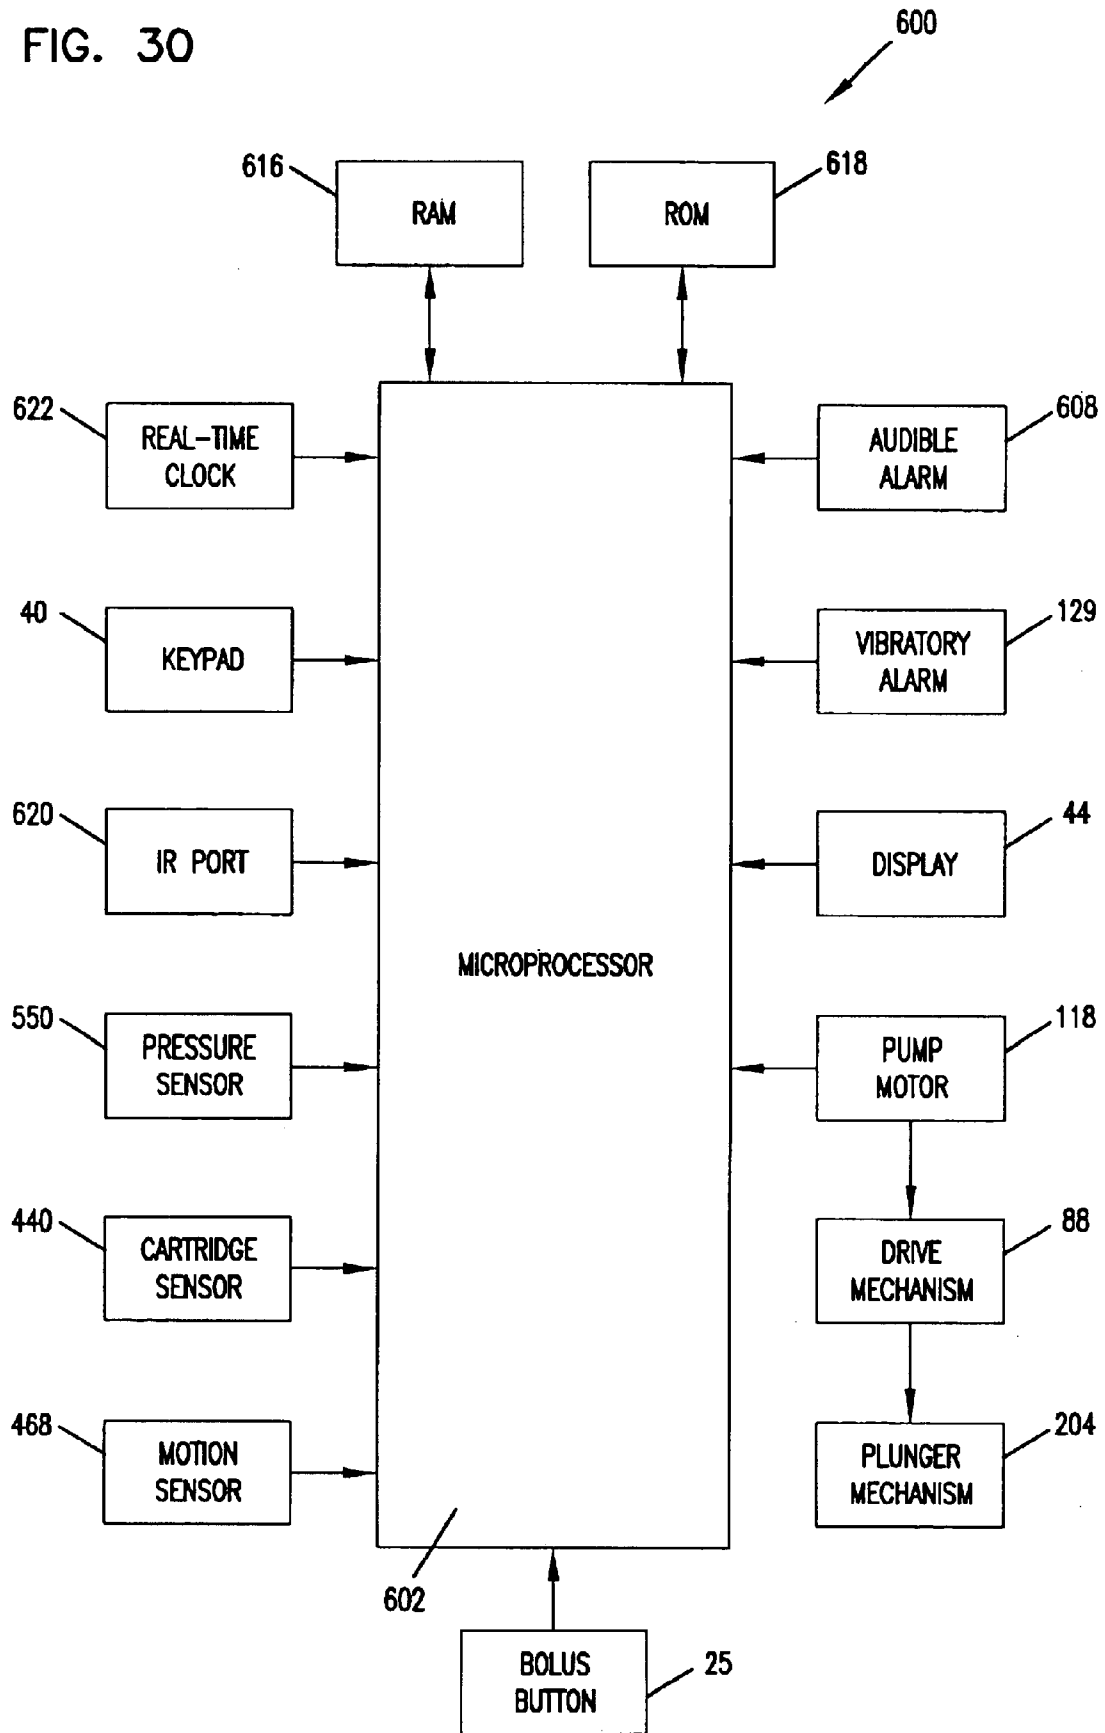 FIG. 30
600
616
RAM
618
ROM
622
REAL-TIME
CLOCK
608
AUDIBLE
ALARM
40
KEYPAD
129
VIBRATORY
ALARM
620
IR PORT
44
DISPLAY
MICROPROCESSOR
550
PRESSURE
SENSOR
118
PUMP
MOTOR
440
CARTRIDGE
SENSOR
88
DRIVE
MECHANISM
468
MOTION
SENSOR
204
PLUNGER
MECHANISM
602
BOLUS
BUTTON
25